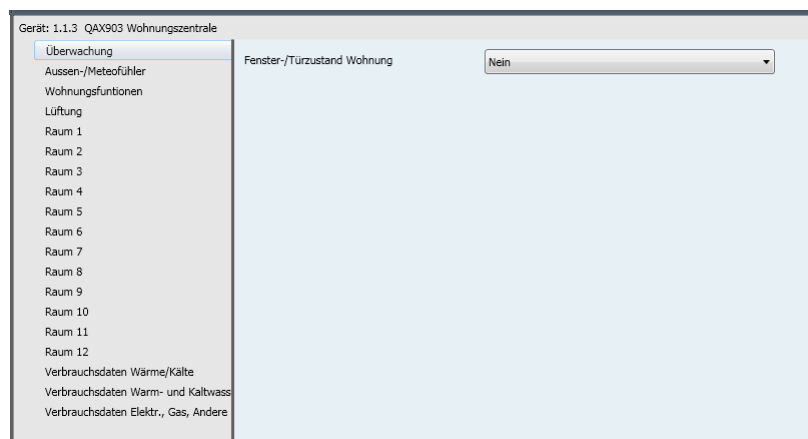 Gerät: 1.1.3 QAX903 Wohnungszentrale
Überwachung
Fenster-/Türzustand Wohnung
Nein
Aussen-/Meteofühler
Wohnungsfuntionen
Lüftung
Raum 1
Raum 2
Raum 3
Raum 4
Raum 5
Raum 6
Raum 7
Raum 8
Raum 9
Raum 10
Raum 11
Raum 12
Verbrauchsdaten Wärme/Kälte
Verbrauchsdaten Warm- und Kaltwass
Verbrauchsdaten Elektr., Gas, Andere